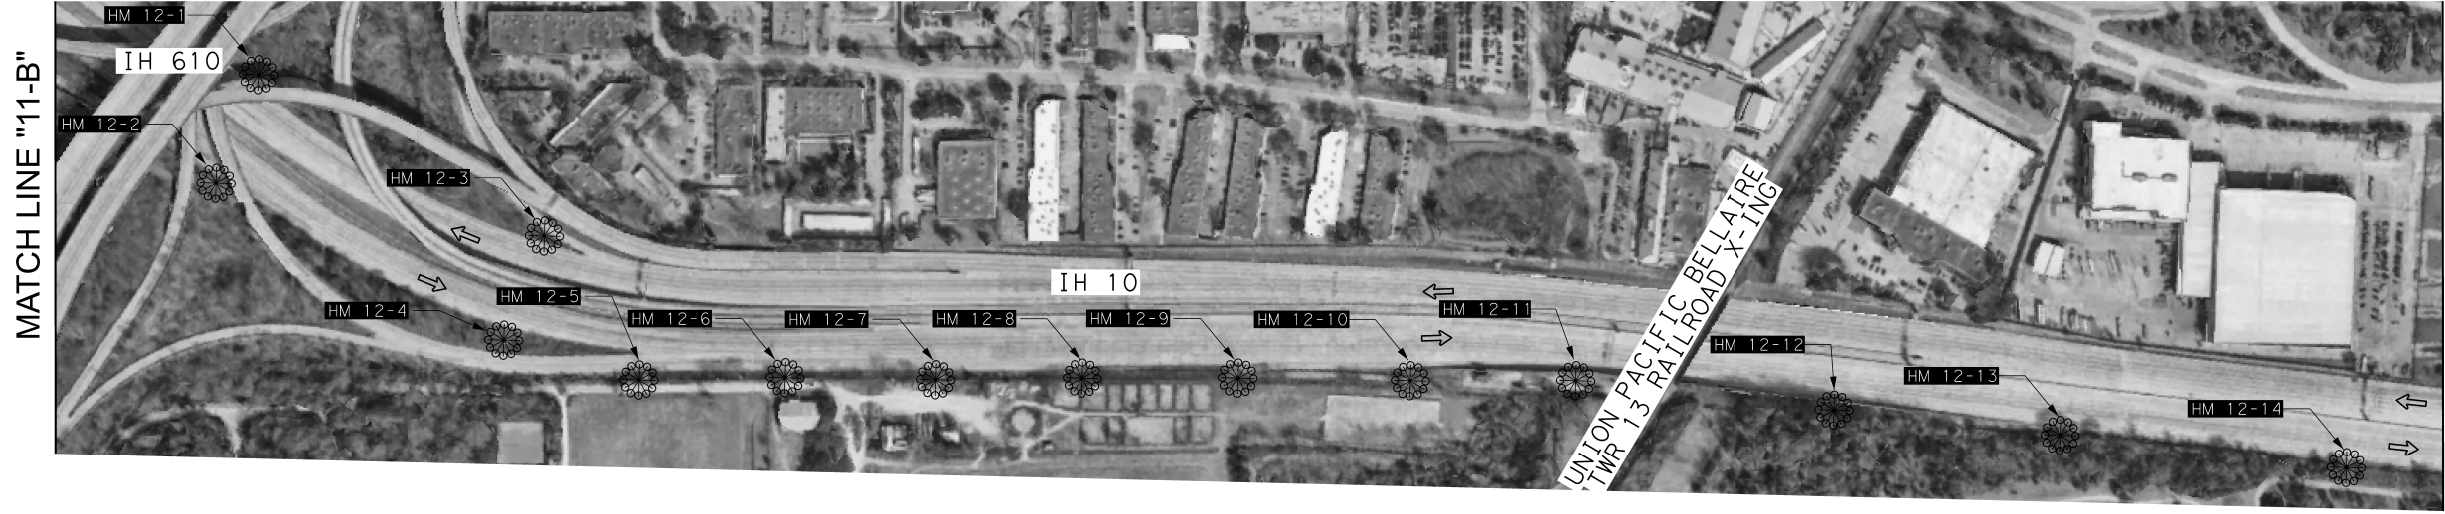 MATCH LINE "11-B"
HM 12-1
IH 610
HM 12-2
HM 12-3
HM 12-4
HM 12-5
HM 12-6
HM 12-7
HM 12-8
HM 12-9
IH 10
HM 12-10
HM 12-11
UNION PACIFIC BELLAIRE
TWR 13 RAILROAD X-ING
HM 12-12
HM 12-13
HM 12-14